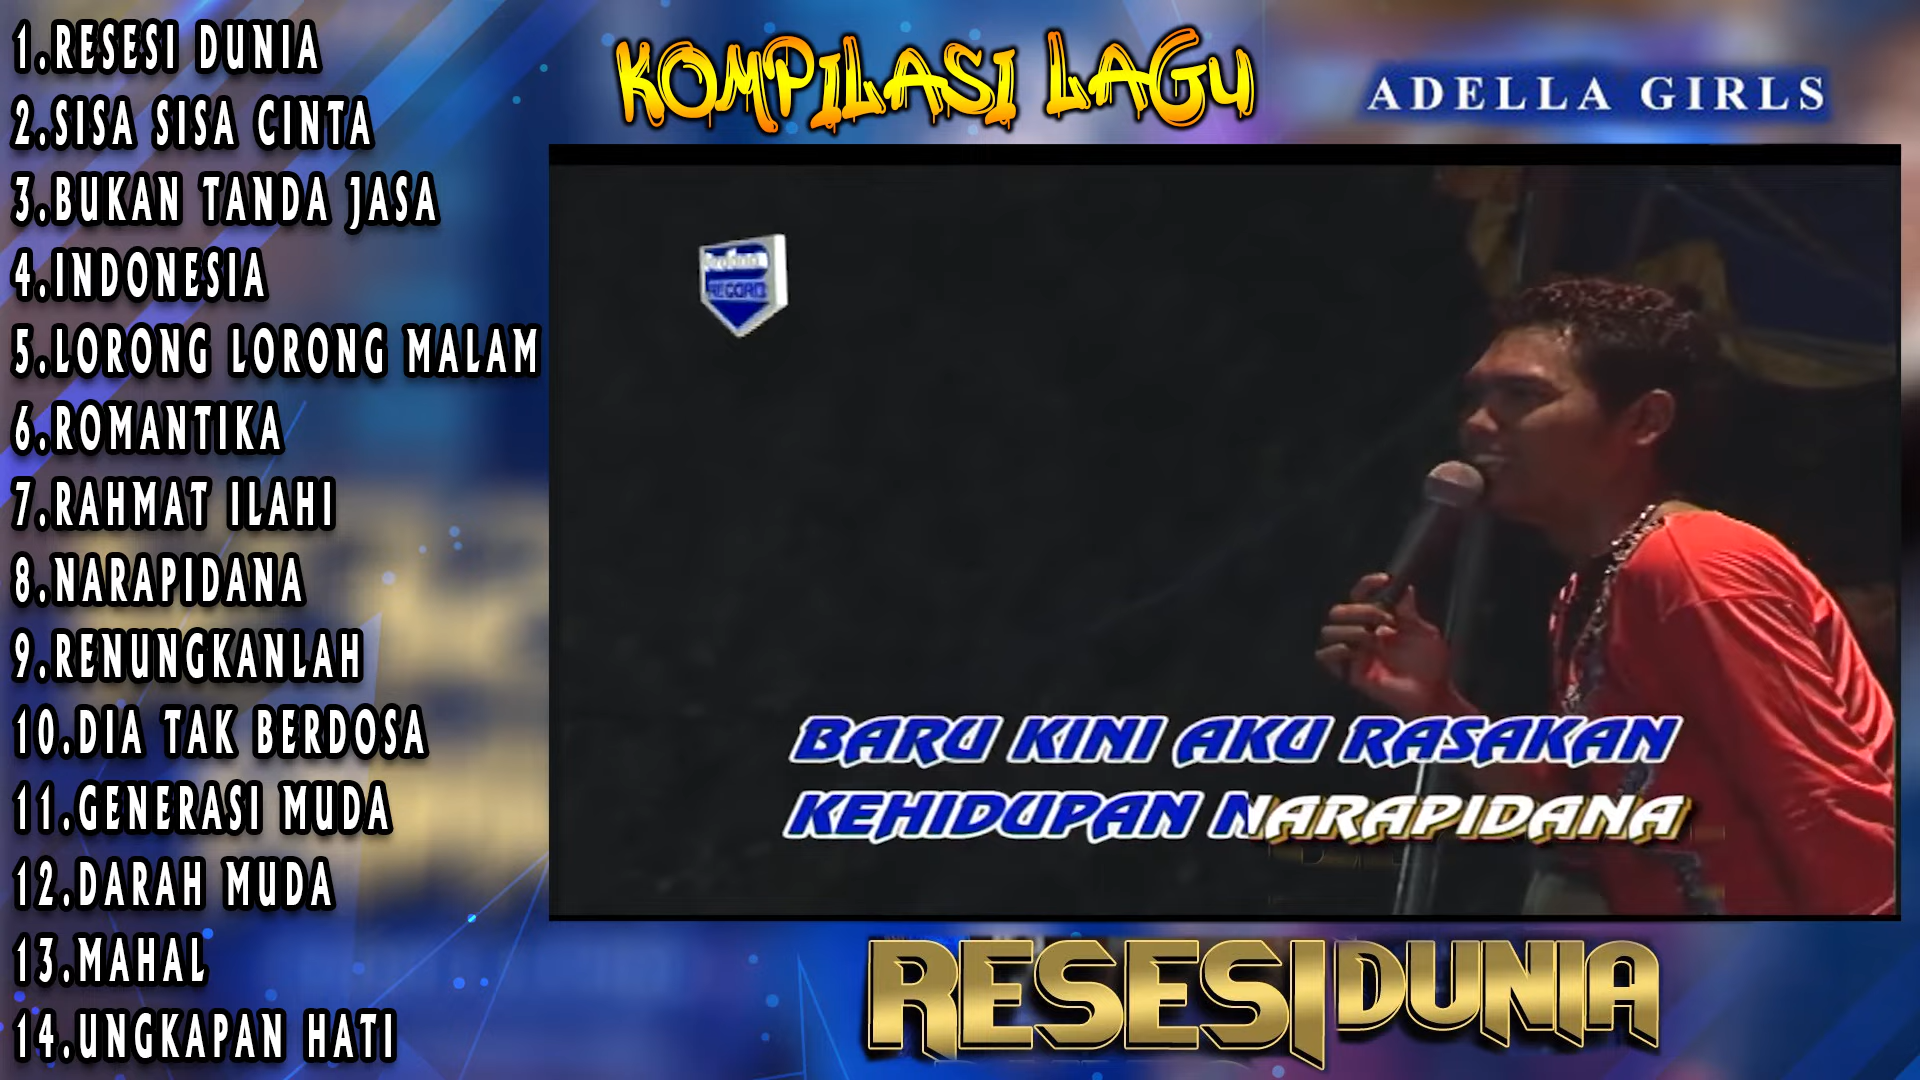 1.RESESI DUNIA
2.SISA SISA CINTA
3.BUKAN TANDA JASA
4.INDONESIA
5.LORONG LORONG MALAM
6.ROMANTIKA
7.RAHMAT ILAHI
8.NARAPIDANA
9.RENUNGKANLAH
10.DIA TAK BERDOSA
11.GENERASI MUDA
12.DARAH MUDA
13.MAHAL
14.UNGKAPAN HATI
KOMPILASI LAGU
ADELLA GIRLS
RECORD
BARU KINI AKU RASAKAN
KEHIDUPAN NARAPIDANA
RESESI DUNIA